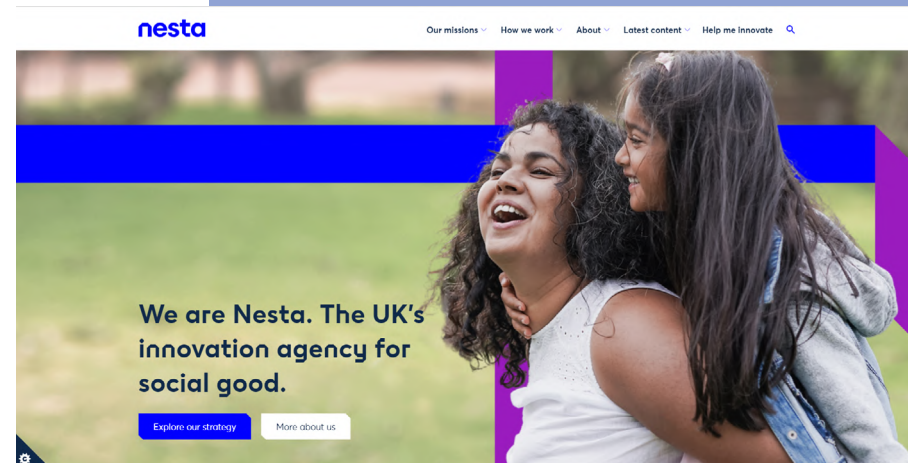 nesta
Our missions How we work About Latest content Help me Innovate
We are Nesta. The UK's
innovation agency for
social good.
Explore our strategy More about us